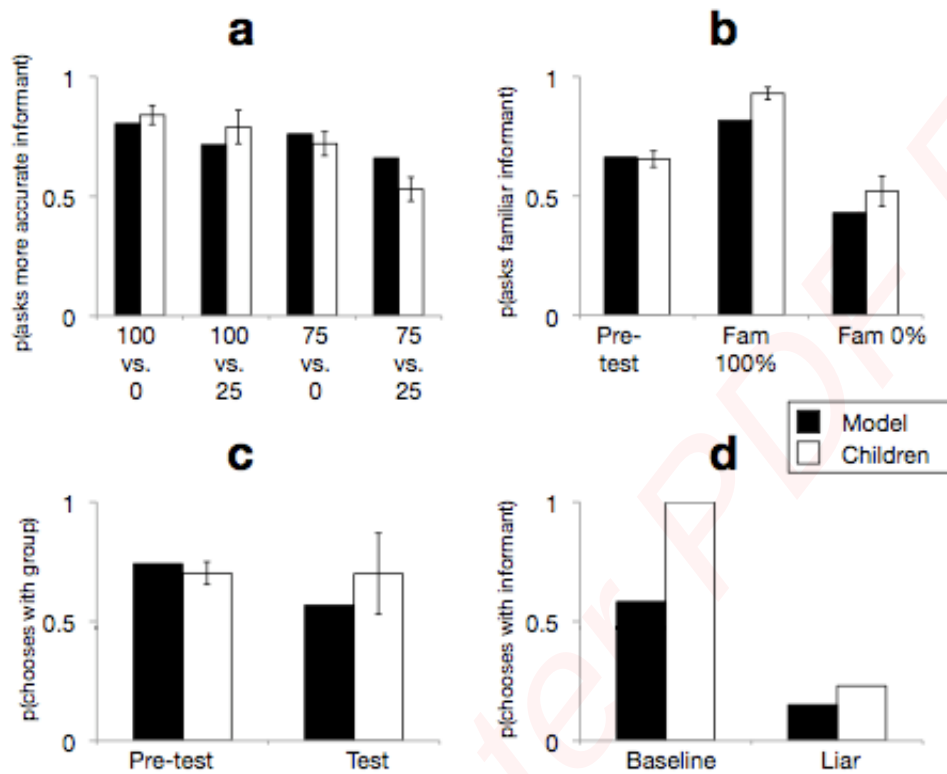 a
p(asks more accurate informant)
1
0.5
0
100
vs.
0
100
vs.
25
75
vs.
0
75
vs.
25
b
p(asks familiar informant)
1
0.5
0
Pre-
test
Fam
100%
Fam 0%
Model
Children
c
p(chooses with group)
1
0.5
0
Pre-test
Test
d
p(chooses with informant)
1
0.5
0
Baseline
Liar
ter PDF